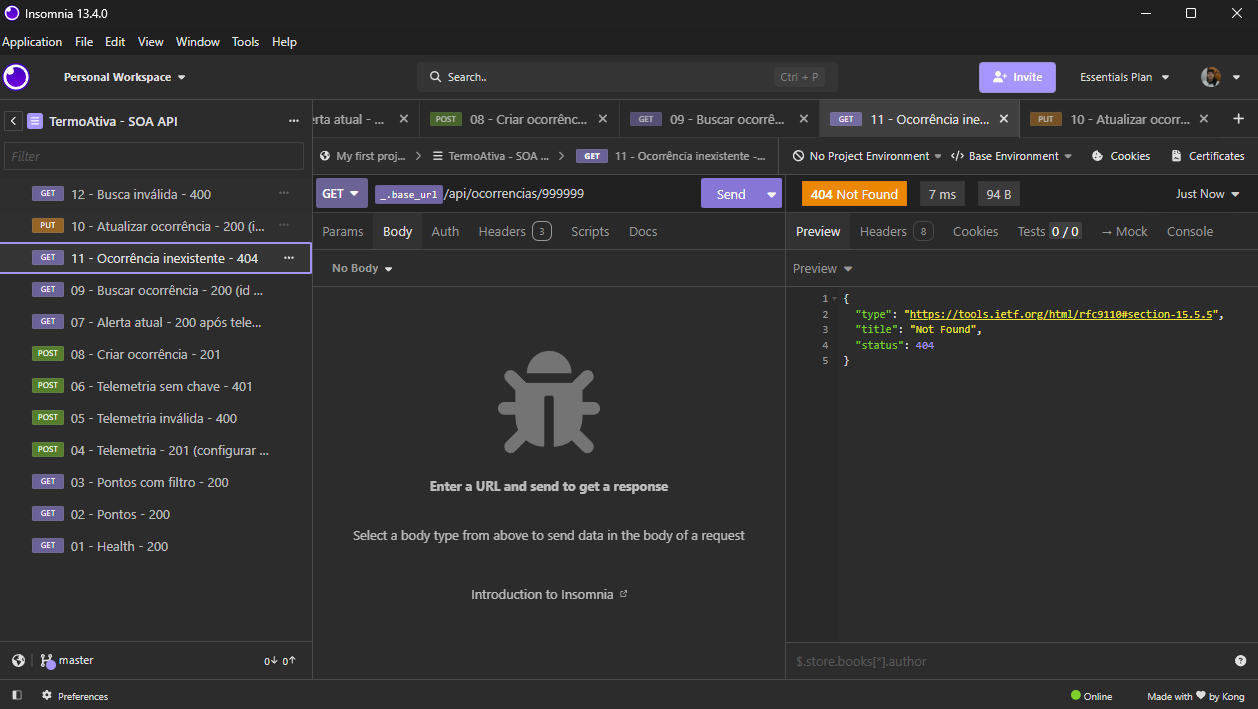 Insomnia 13.4.0
Application File Edit View Window Tools Help
Personal Workspace
Search..
Ctrl + P
Invite
Essentials Plan
TermoAtiva - SOA API
Filter
GET 12 - Busca inválida - 400
PUT 10 - Atualizar ocorrência - 200 (i...
GET 11 - Ocorrência inexistente - 404
GET 09 - Buscar ocorrência - 200 (id ...
GET 07 - Alerta atual - 200 após tele...
POST 08 - Criar ocorrência - 201
POST 06 - Telemetria sem chave - 401
POST 05 - Telemetria inválida - 400
POST 04 - Telemetria - 201 (configurar ...
GET 03 - Pontos com filtro - 200
GET 02 - Pontos - 200
GET 01 - Health - 200
master
0↓ 0↑
erta atual - ...
POST 08 - Criar ocorrênc...
GET 09 - Buscar ocorrê...
GET 11 - Ocorrência ine...
PUT 10 - Atualizar ocorr...
My first proj... > TermoAtiva - SOA ... > GET 11 - Ocorrência inexistente -...
No Project Environment
</> Base Environment
Cookies
Certificates
GET _.base_url /api/ocorrencias/999999
Send
Params Body Auth Headers 3 Scripts Docs
No Body
Enter a URL and send to get a response
Select a body type from above to send data in the body of a request
Introduction to Insomnia
404 Not Found 7 ms 94 B
Just Now
Preview Headers 8 Cookies Tests 0 / 0 → Mock Console
Preview
1 {
2 "type": "https://tools.ietf.org/html/rfc9110#section-15.5.5",
3 "title": "Not Found",
4 "status": 404
5 }
$.store.books[*].author
Preferences
Online
Made with ♥ by Kong